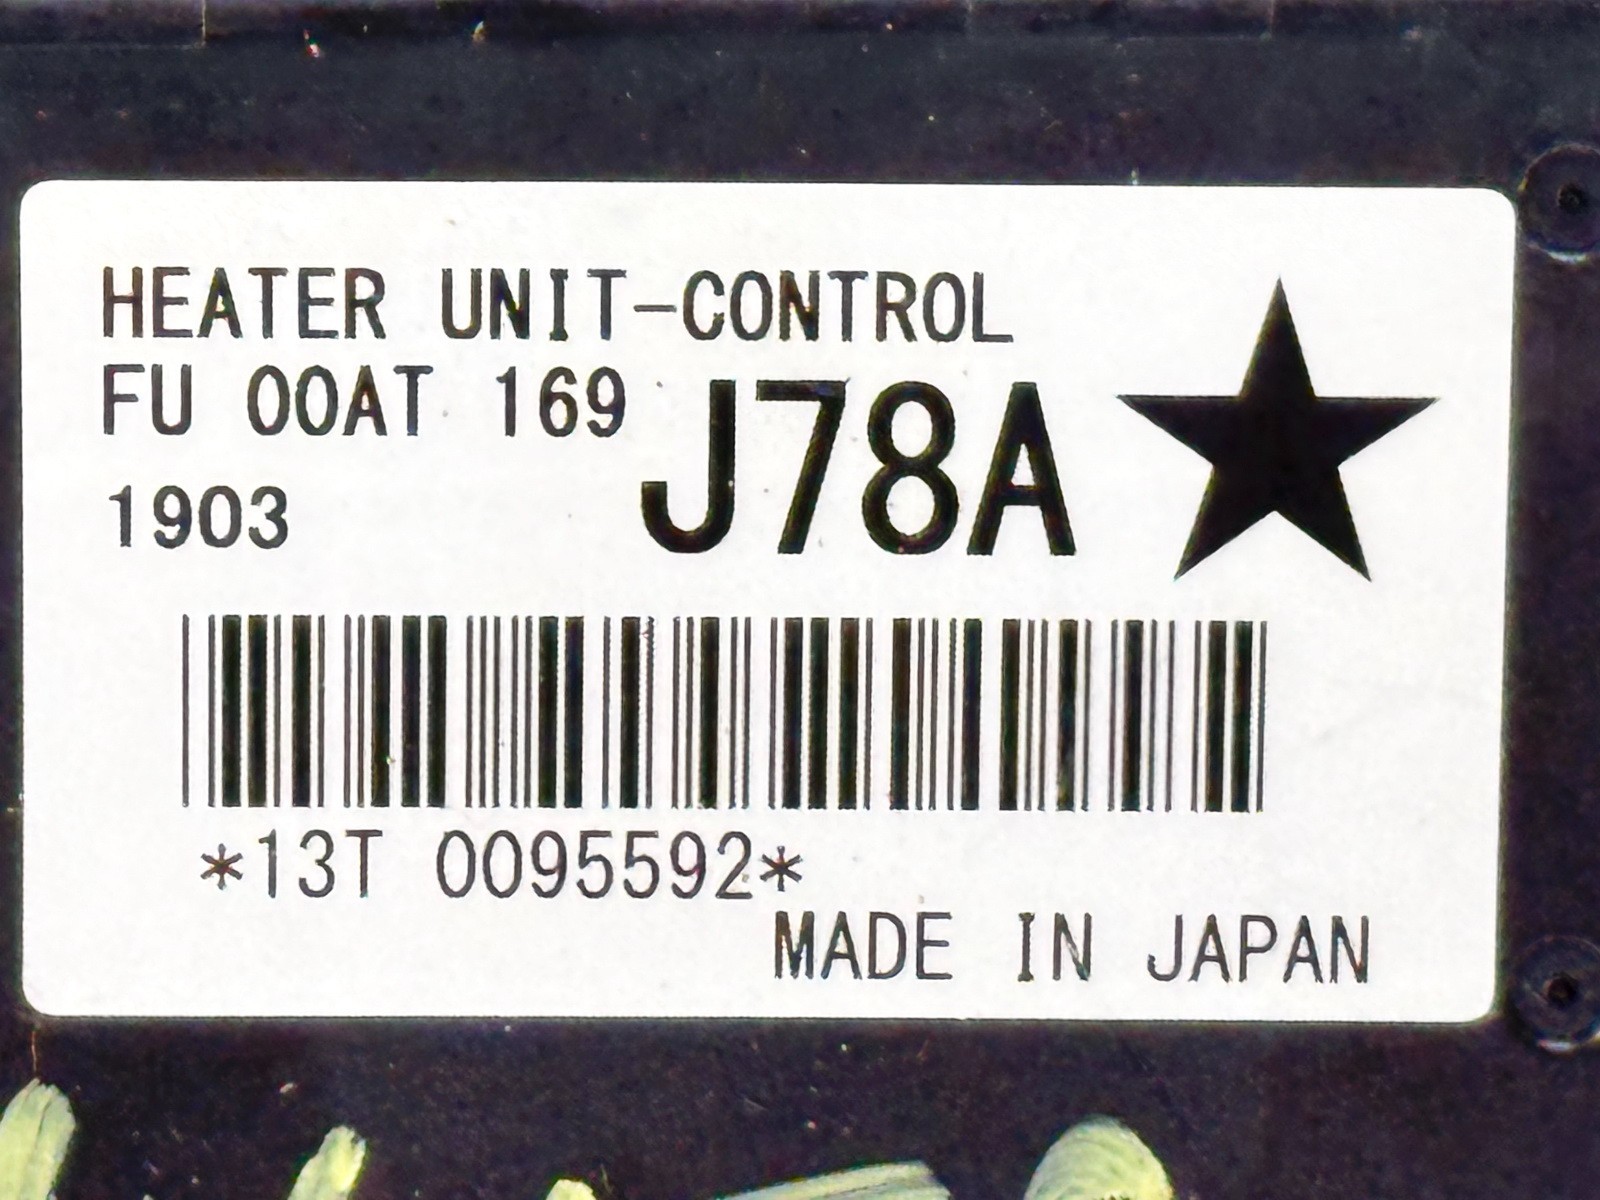 HEATER UNIT-CONTROL
FU 00AT 169
J78A
1903
*13T 0095592*
MADE IN JAPAN